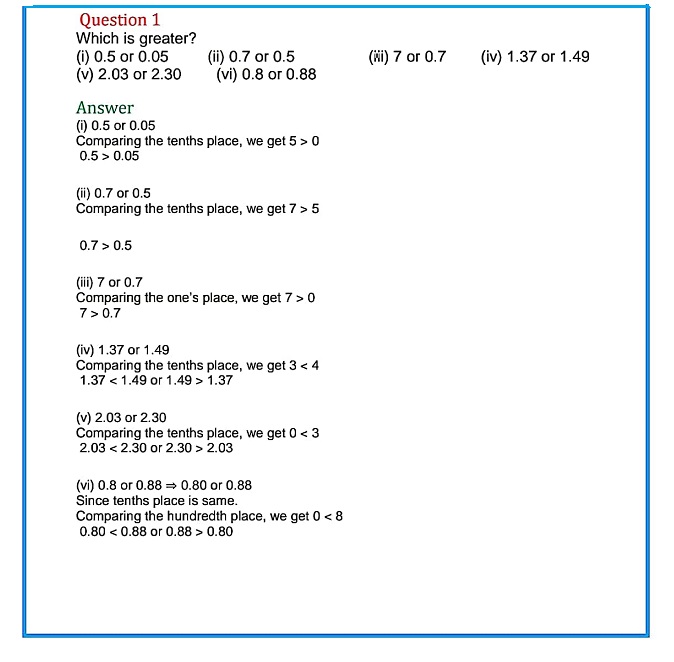 Question 1
Which is greater?
(i) 0.5 or 0.05 (ii) 0.7 or 0.5 (iii) 7 or 0.7 (iv) 1.37 or 1.49
(v) 2.03 or 2.30 (vi) 0.8 or 0.88
Answer
(i) 0.5 or 0.05
Comparing the tenths place, we get 5 > 0
0.5 > 0.05
(ii) 0.7 or 0.5
Comparing the tenths place, we get 7 > 5
0.7 > 0.5
(iii) 7 or 0.7
Comparing the one's place, we get 7 > 0
7 > 0.7
(iv) 1.37 or 1.49
Comparing the tenths place, we get 3 < 4
1.37 < 1.49 or 1.49 > 1.37
(v) 2.03 or 2.30
Comparing the tenths place, we get 0 < 3
2.03 < 2.30 or 2.30 > 2.03
(vi) 0.8 or 0.88 ⇒ 0.80 or 0.88
Since tenths place is same.
Comparing the hundredth place, we get 0 < 8
0.80 < 0.88 or 0.88 > 0.80